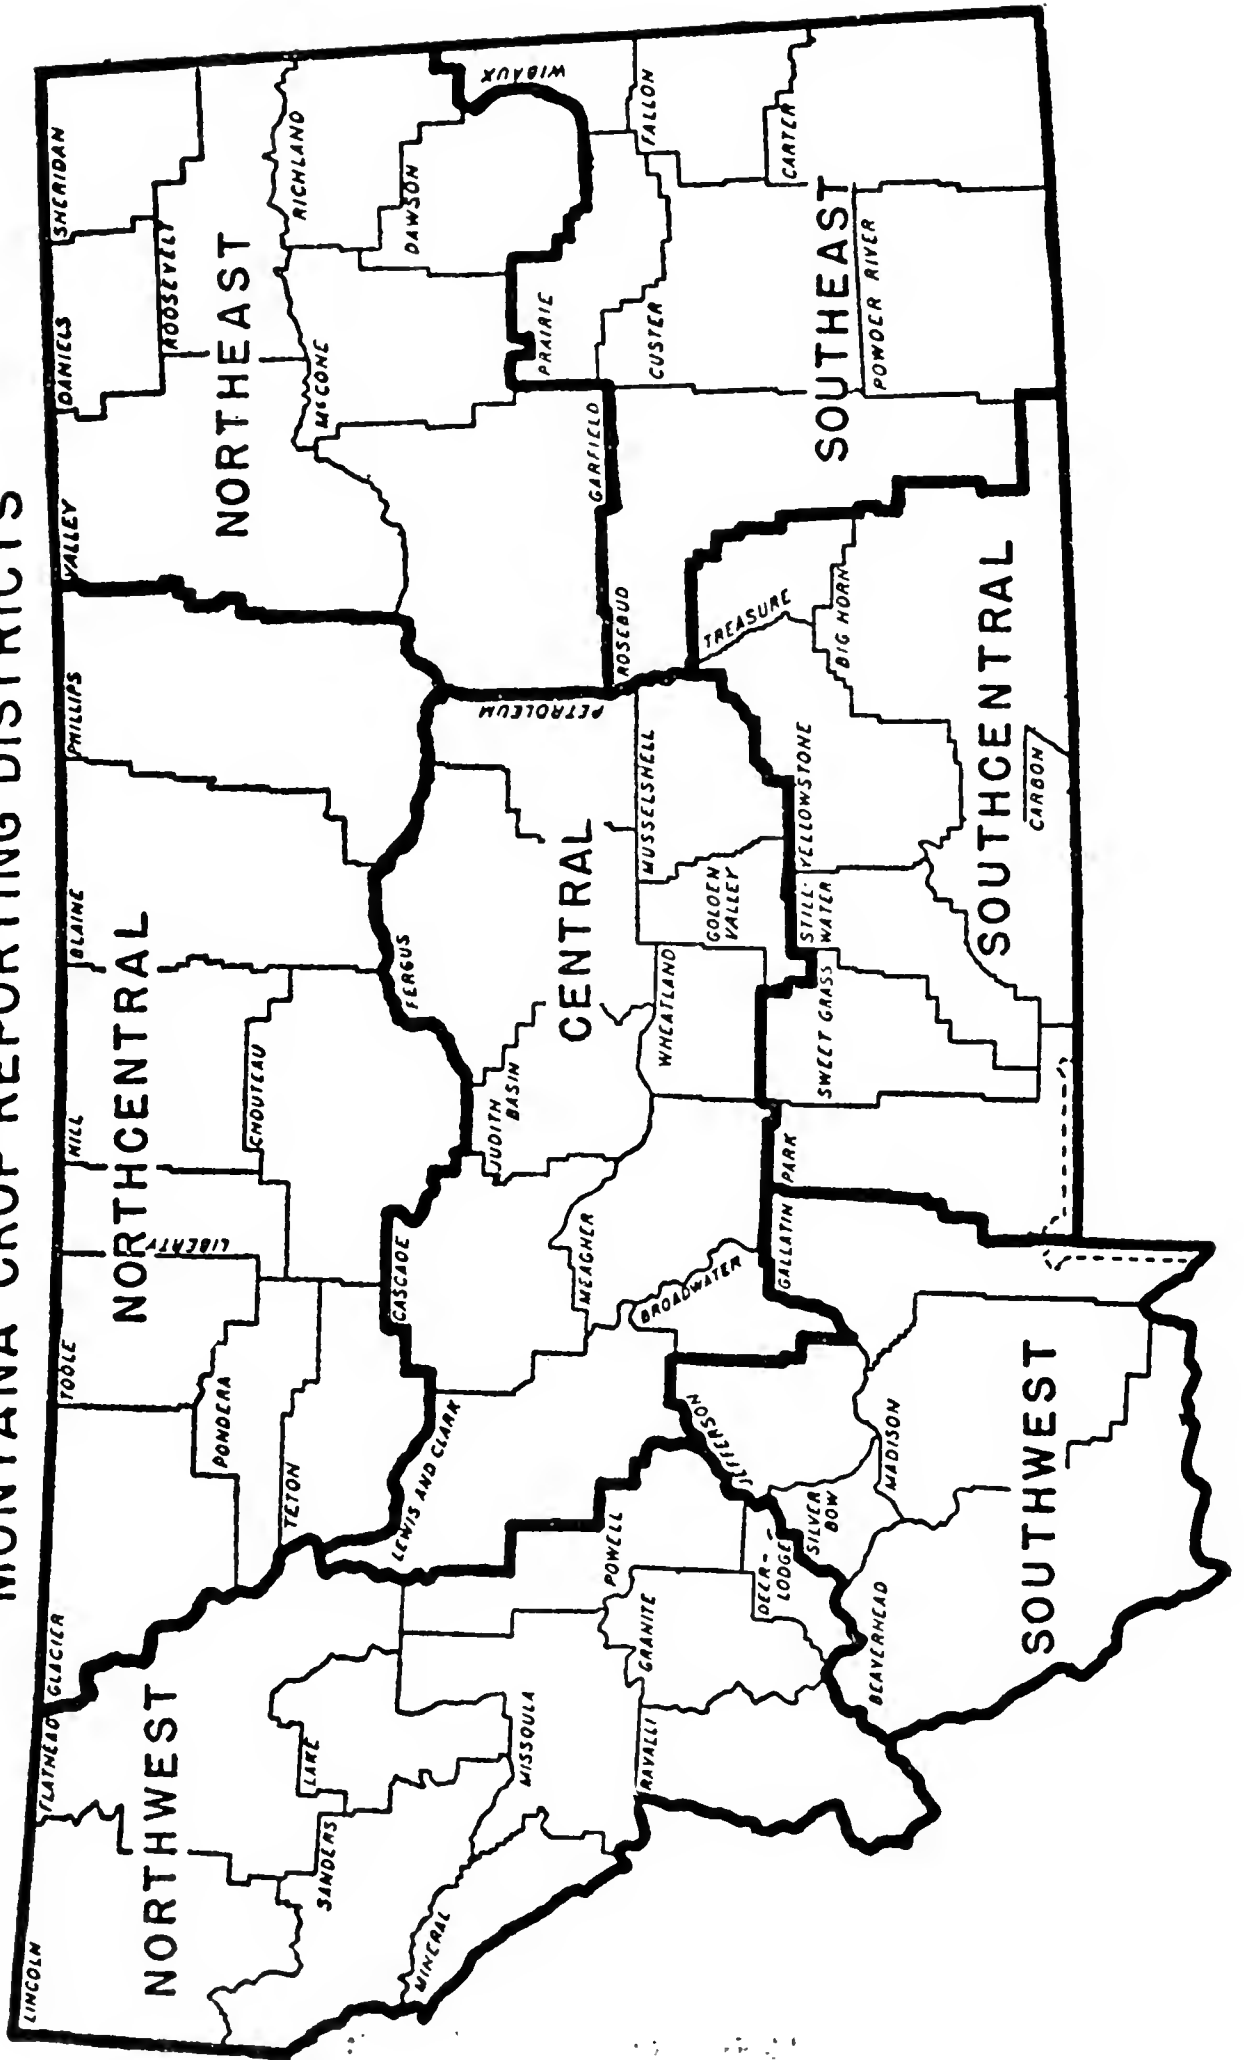 MONTANA CROP REPORTING DISTRICTS
LINCOLN
FLATHEAD
GLACIER
TOOLE
LIBERTY
HILL
BLAINE
PHILLIPS
VALLEY
DANIELS
SHERIDAN
NORTHWEST
NORTHCENTRAL
NORTHEAST
ROOSEVELT
PONDERA
CHOUTEAU
RICHLAND
McCONE
SANDERS
LAKE
TETON
DAWSON
WIBAUX
MINERAL
MISSOULA
LEWIS AND CLARK
CASCADE
FERGUS
JUDITH
BASIN
PETROLEUM
GARFIELD
PRAIRIE
CENTRAL
RAVALLI
GRANITE
POWELL
MEAGHER
BROADWATER
WHEATLAND
GOLDEN
VALLEY
MUSSELSHELL
ROSEBUD
CUSTER
FALLON
DEER-
LODGE
SILVER
BOW
JEFFERSON
GALLATIN
PARK
SWEET GRASS
STILL-
WATER
YELLOWSTONE
TREASURE
BIG HORN
SOUTHEAST
CARTER
POWDER RIVER
BEAVERHEAD
MADISON
SOUTHWEST
SOUTHCENTRAL
CARBON